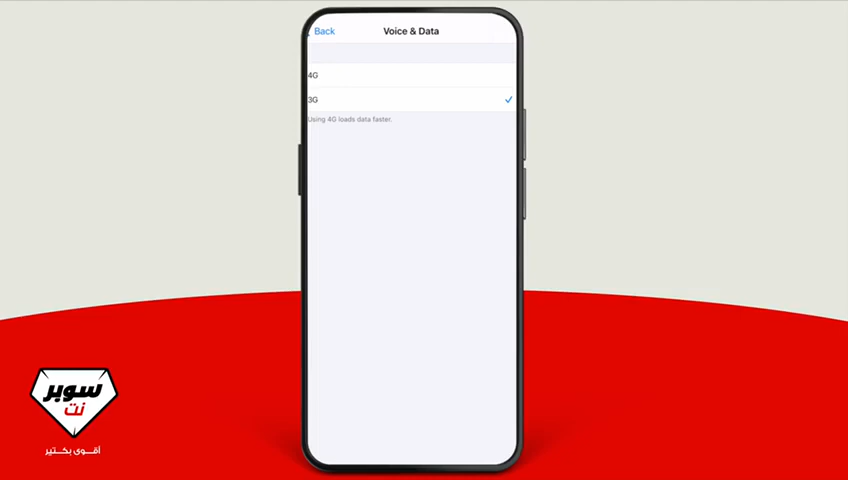 Back
Voice & Data
4G
3G
Using 4G loads data faster.
سوبر
نت
أقوى بكتير